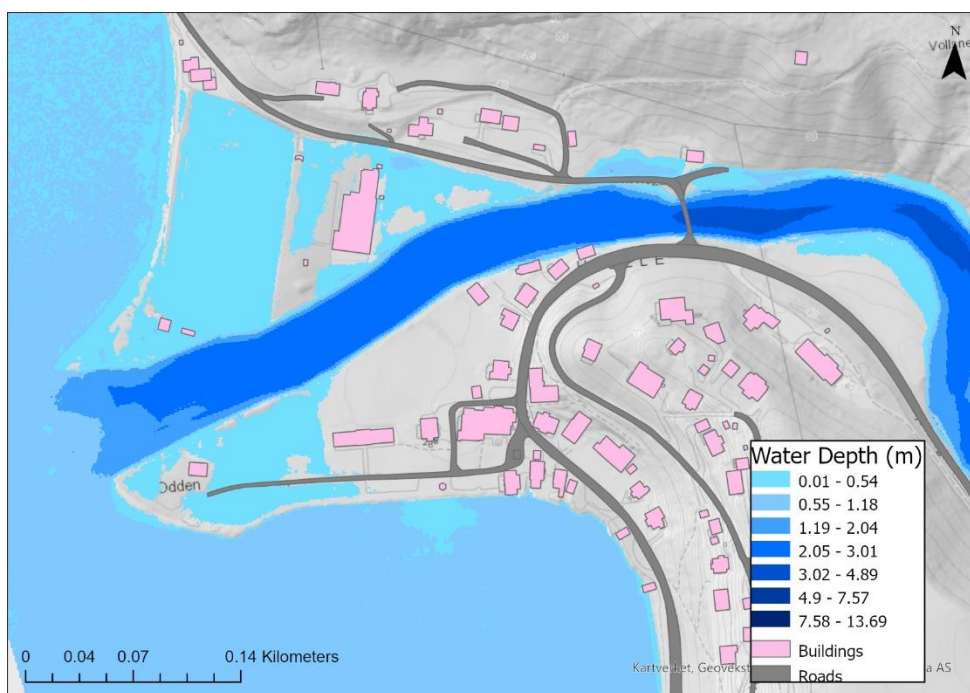 N
Vollane
Odden
Water Depth (m)
0.01 - 0.54
0.55 - 1.18
1.19 - 2.04
2.05 - 3.01
3.02 - 4.89
4.9 - 7.57
7.58 - 13.69
Buildings
Roads
0 0.04 0.07 0.14 Kilometers
Kartverket, Geovekst
a AS